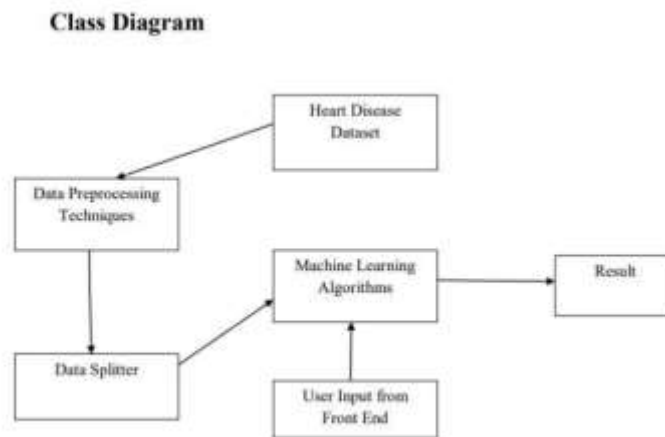 Class Diagram
Heart Disease
Dataset
Data Preprocessing
Techniques
Machine Learning
Algorithms
Result
Data Splitter
User Input from
Front End